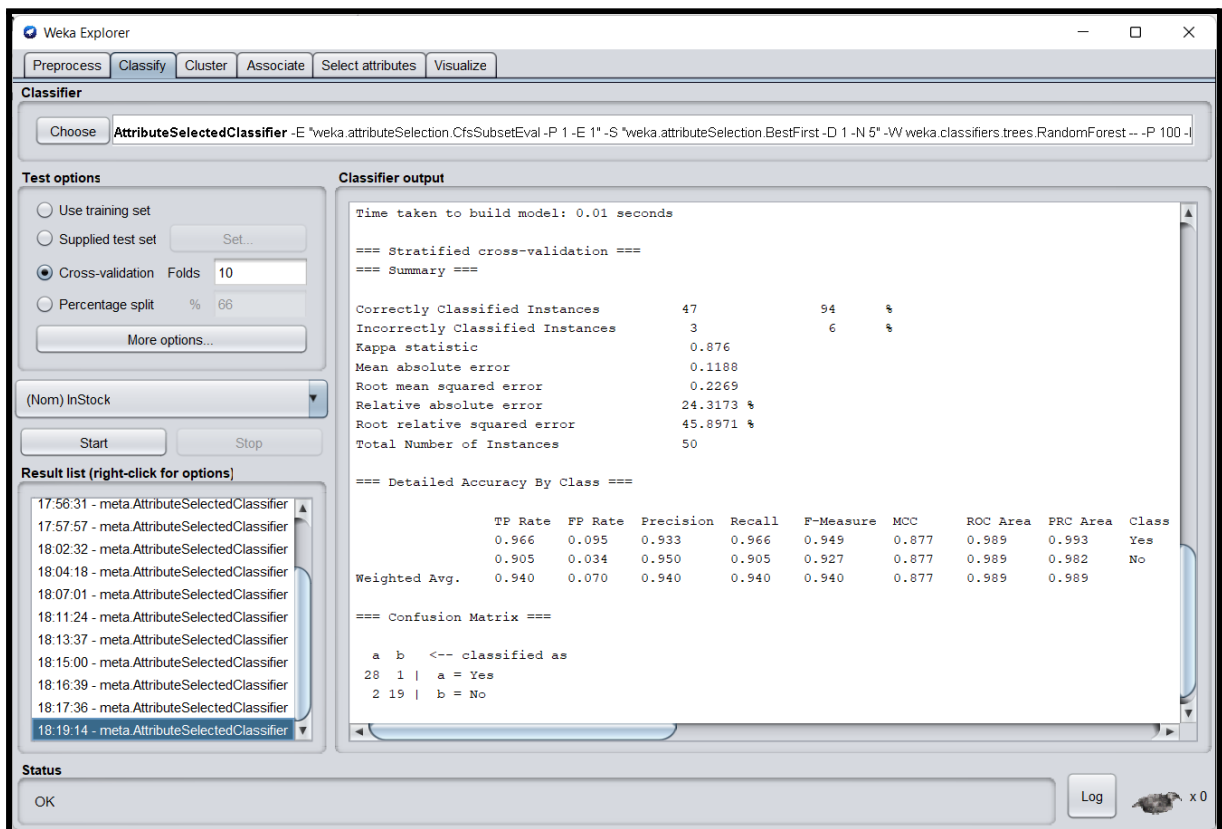 Weka Explorer
Preprocess Classify Cluster Associate Select attributes Visualize
Classifier
Choose AttributeSelectedClassifier -E "weka.attributeSelection.CfsSubsetEval -P 1 -E 1" -S "weka.attributeSelection.BestFirst -D 1 -N 5" -W weka.classifiers.trees.RandomForest -- -P 100 -I
Test options
Use training set
Supplied test set Set...
Cross-validation Folds 10
Percentage split % 66
More options...
(Nom) InStock
Start Stop
Result list (right-click for options)
17:56:31 - meta.AttributeSelectedClassifier
17:57:57 - meta.AttributeSelectedClassifier
18:02:32 - meta.AttributeSelectedClassifier
18:04:18 - meta.AttributeSelectedClassifier
18:07:01 - meta.AttributeSelectedClassifier
18:11:24 - meta.AttributeSelectedClassifier
18:13:37 - meta.AttributeSelectedClassifier
18:15:00 - meta.AttributeSelectedClassifier
18:16:39 - meta.AttributeSelectedClassifier
18:17:36 - meta.AttributeSelectedClassifier
18:19:14 - meta.AttributeSelectedClassifier
Classifier output
Time taken to build model: 0.01 seconds
=== Stratified cross-validation ===
=== Summary ===
Correctly Classified Instances 47 94 %
Incorrectly Classified Instances 3 6 %
Kappa statistic 0.876
Mean absolute error 0.1188
Root mean squared error 0.2269
Relative absolute error 24.3173 %
Root relative squared error 45.8971 %
Total Number of Instances 50
=== Detailed Accuracy By Class ===
TP Rate FP Rate Precision Recall F-Measure MCC ROC Area PRC Area Class
0.966 0.095 0.933 0.966 0.949 0.877 0.989 0.993 Yes
0.905 0.034 0.950 0.905 0.927 0.877 0.989 0.982 No
Weighted Avg. 0.940 0.070 0.940 0.940 0.940 0.877 0.989 0.989
=== Confusion Matrix ===
a b <-- classified as
28 1 | a = Yes
2 19 | b = No
Status
OK
Log x 0